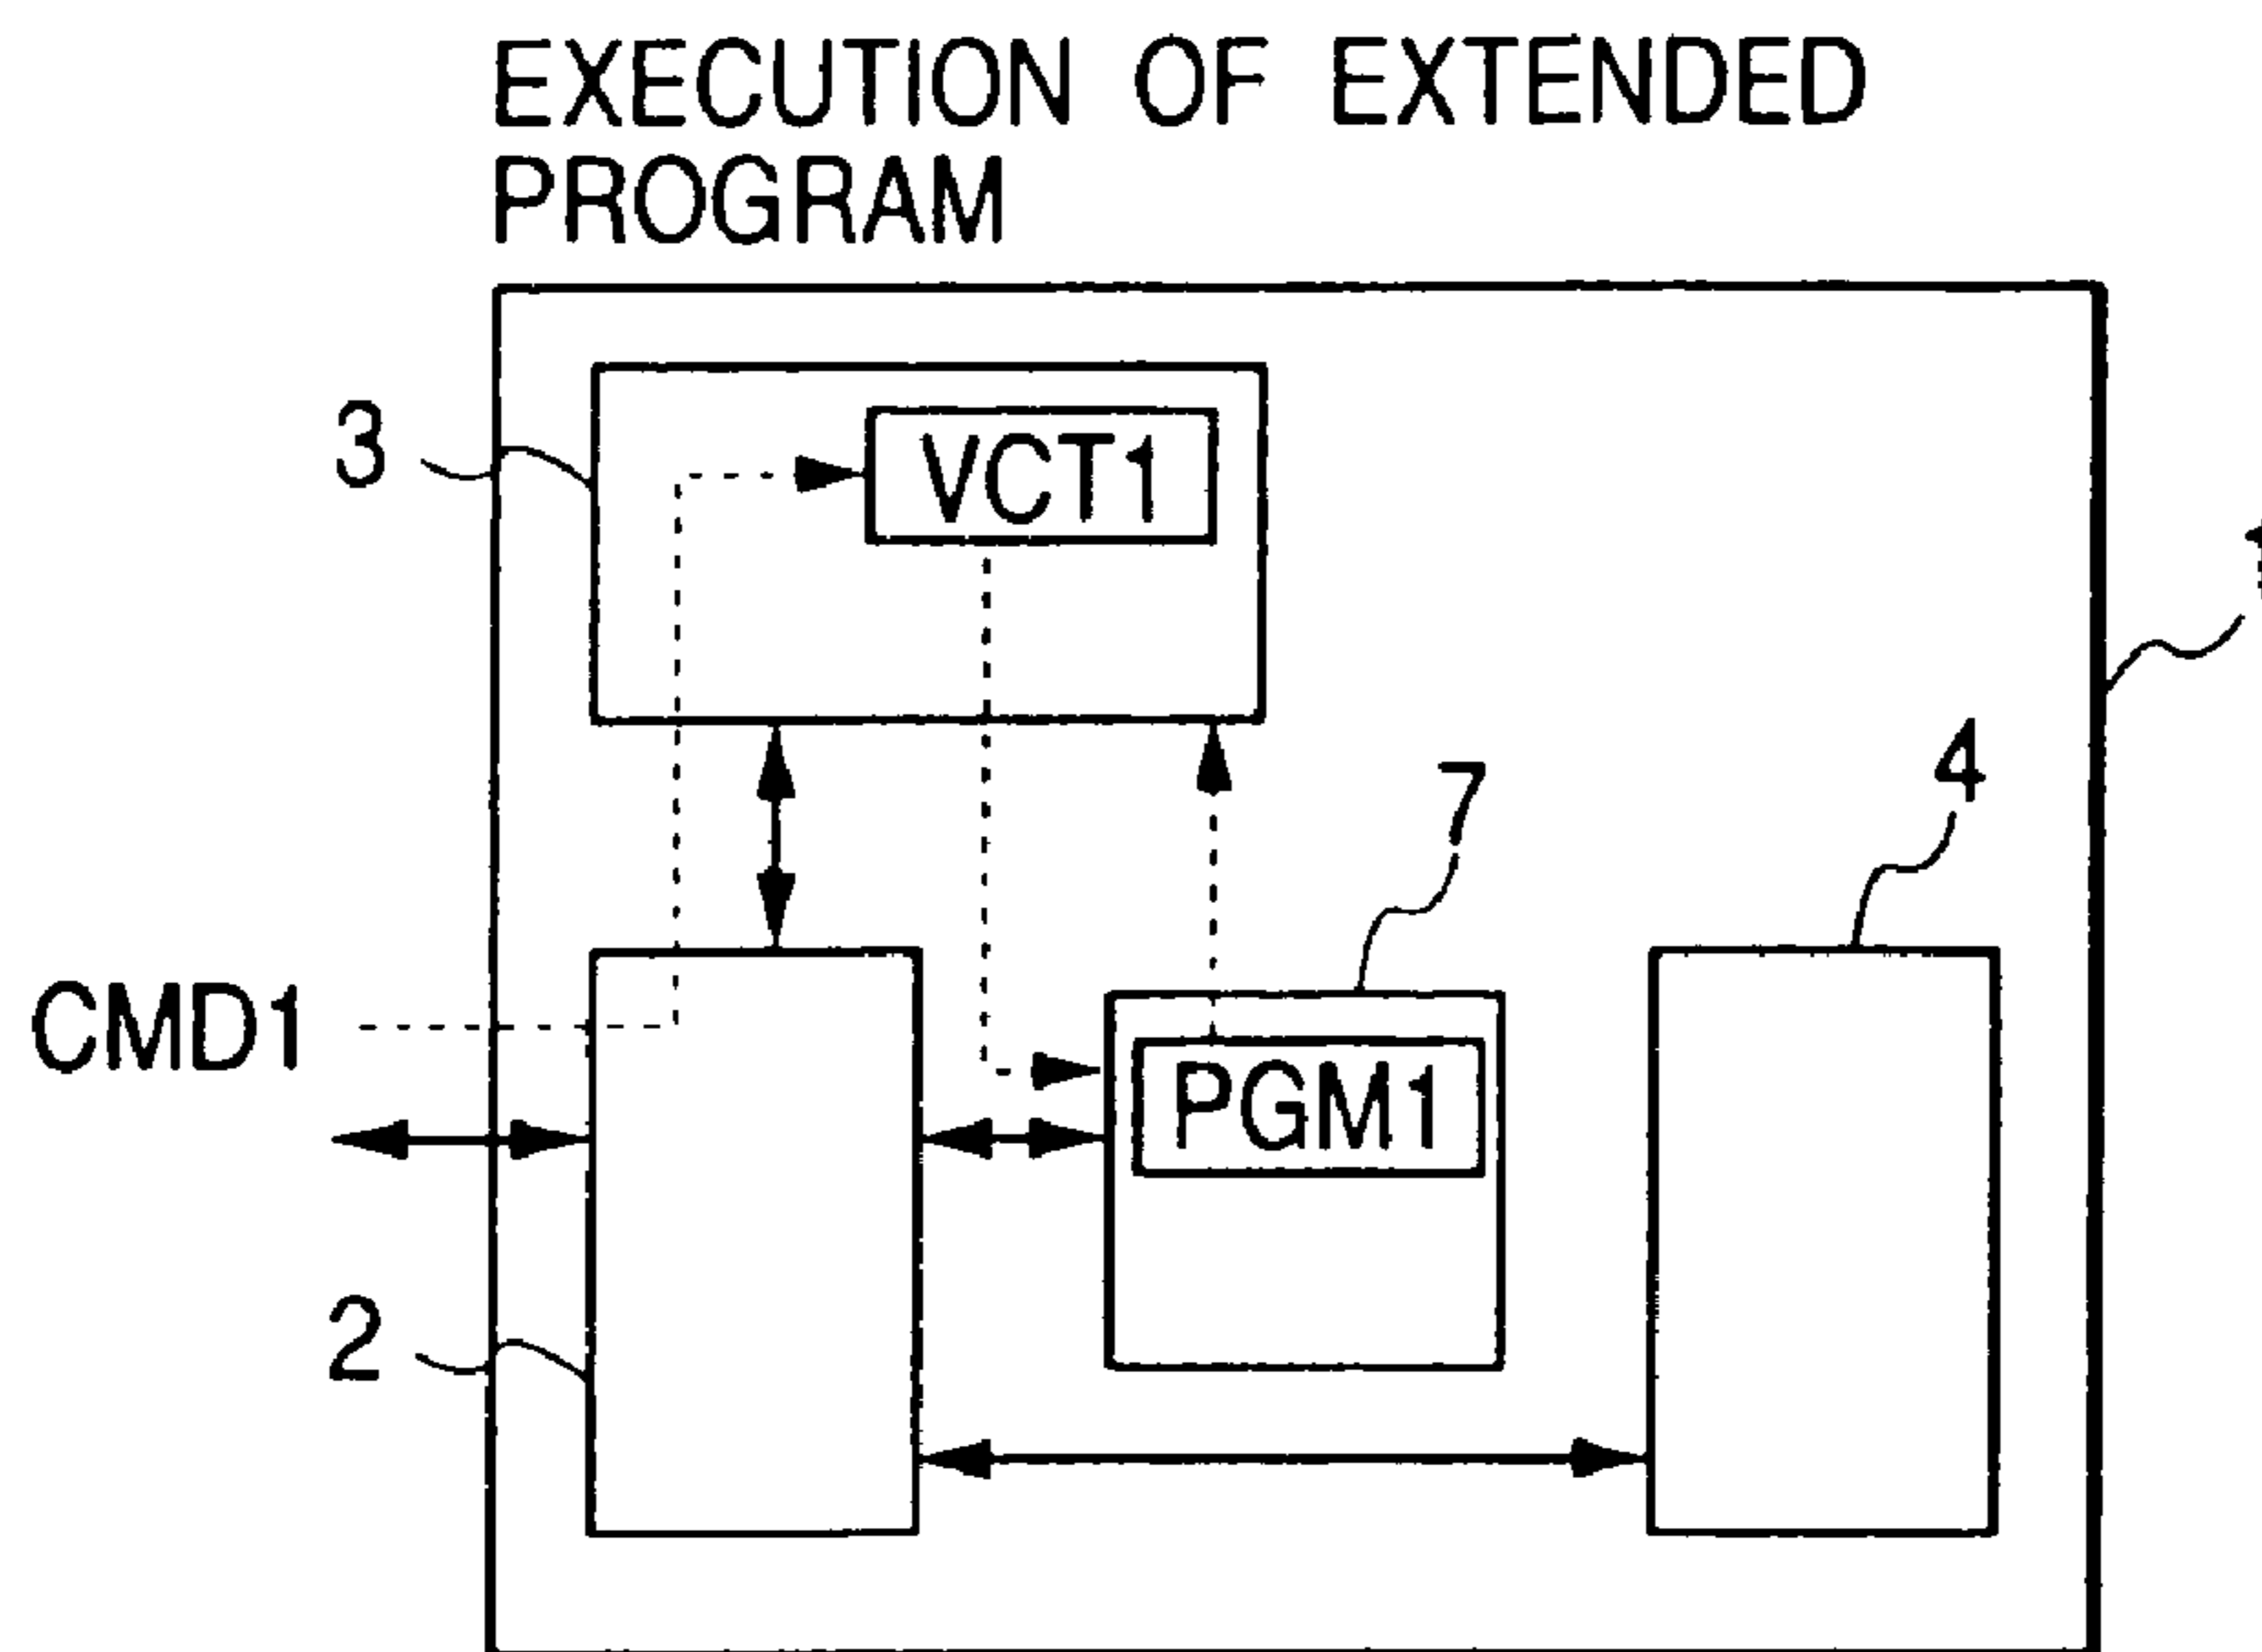 EXECUTION OF EXTENDED
PROGRAM
3
VCT1
7
4
CMD1
PGM1
2